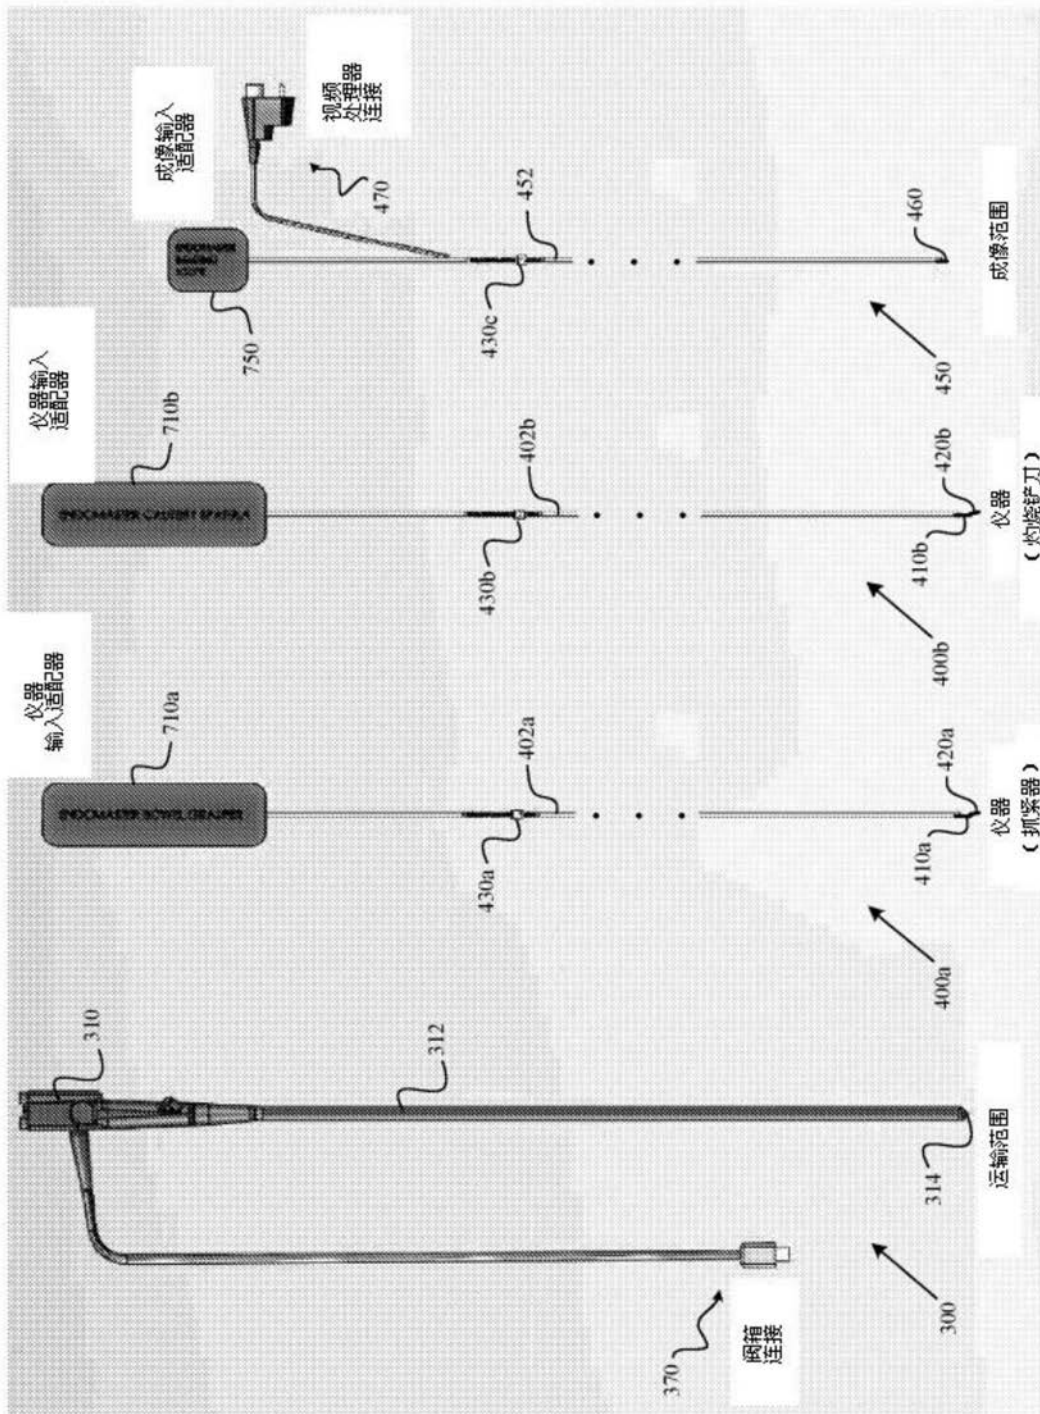 成像输入
适配器
视频
处理器
连接
470
750
452
430c
460
450
成像范围
仪器输入
适配器
710b
402b
430b
420b
410b
400b
仪器
（灼烧铲刀）
仪器
输入适配器
710a
402a
430a
420a
410a
400a
仪器
（抓紧器）
310
312
314
运输范围
300
370
阀箱
连接